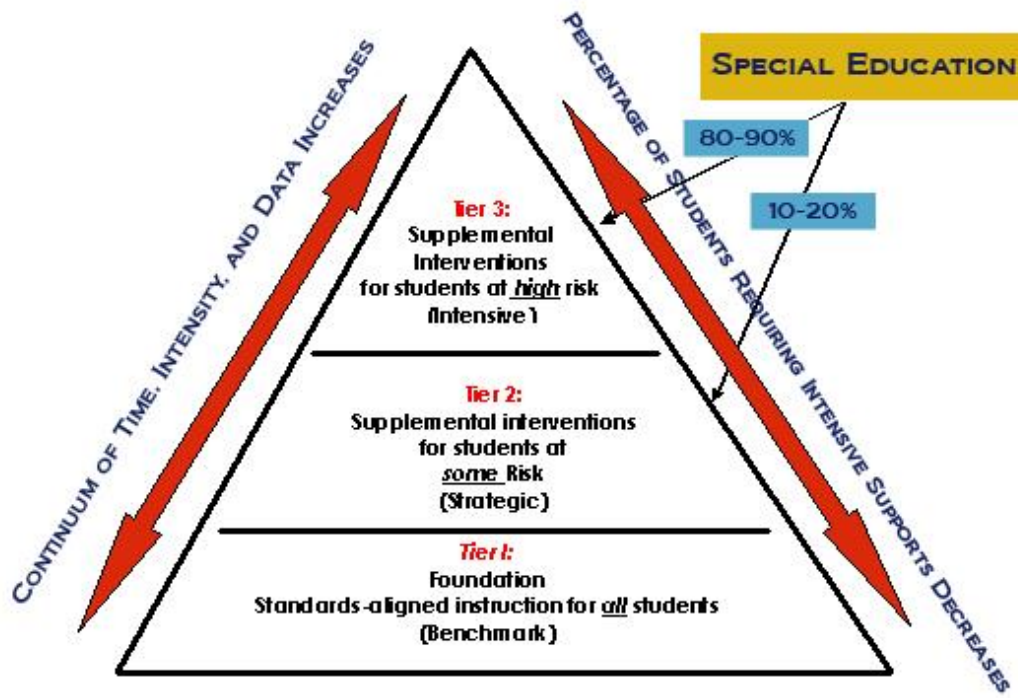 CONTINUUM OF TIME, INTENSITY, AND DATA INCREASES
PERCENTAGE OF STUDENTS REQUIRING INTENSIVE SUPPORTS DECREASES
SPECIAL EDUCATION
80-90%
10-20%
Tier 3:
Supplemental
Interventions
for students at high risk
(Intensive)
Tier 2:
Supplemental interventions
for students at
some Risk
(Strategic)
Tier I:
Foundation
Standards-aligned instruction for all students
(Benchmark)